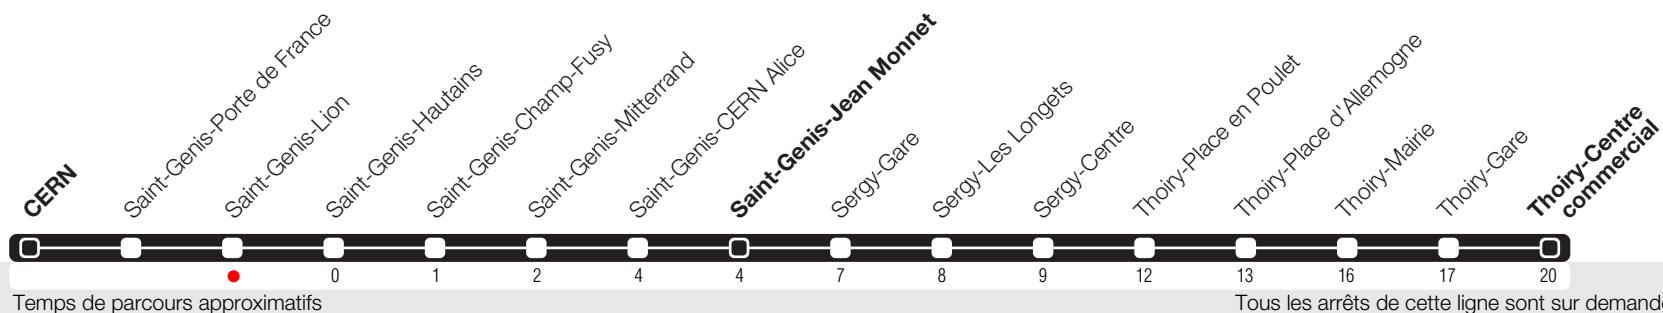 CERN
Saint-Genis-Porte de France
Saint-Genis-Lion
Saint-Genis-Hautains
Saint-Genis-Champ-Fusy
Saint-Genis-Mitterrand
Saint-Genis-CERN Alice
Saint-Genis-Jean Monnet
Sergy-Gare
Sergy-Les Longets
Sergy-Centre
Thoiry-Place en Poulet
Thoiry-Place d'Allemogne
Thoiry-Mairie
Thoiry-Gare
Thoiry-Centre
commercial
0 1 2 4 4 7 8 9 12 13 16 17 20
Temps de parcours approximatifs
Tous les arrêts de cette ligne sont sur demande